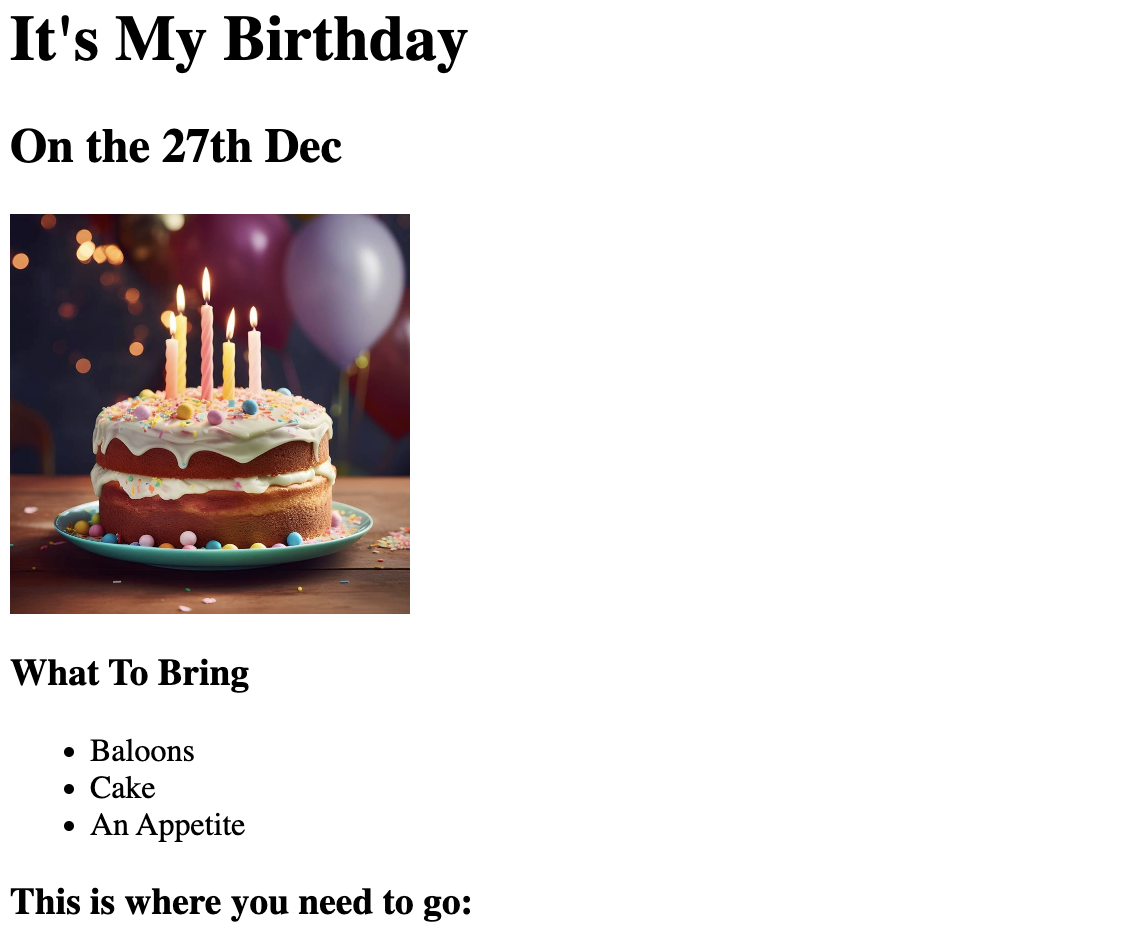 It's My Birthday
On the 27th Dec
What To Bring
Baloons
Cake
An Appetite
This is where you need to go: